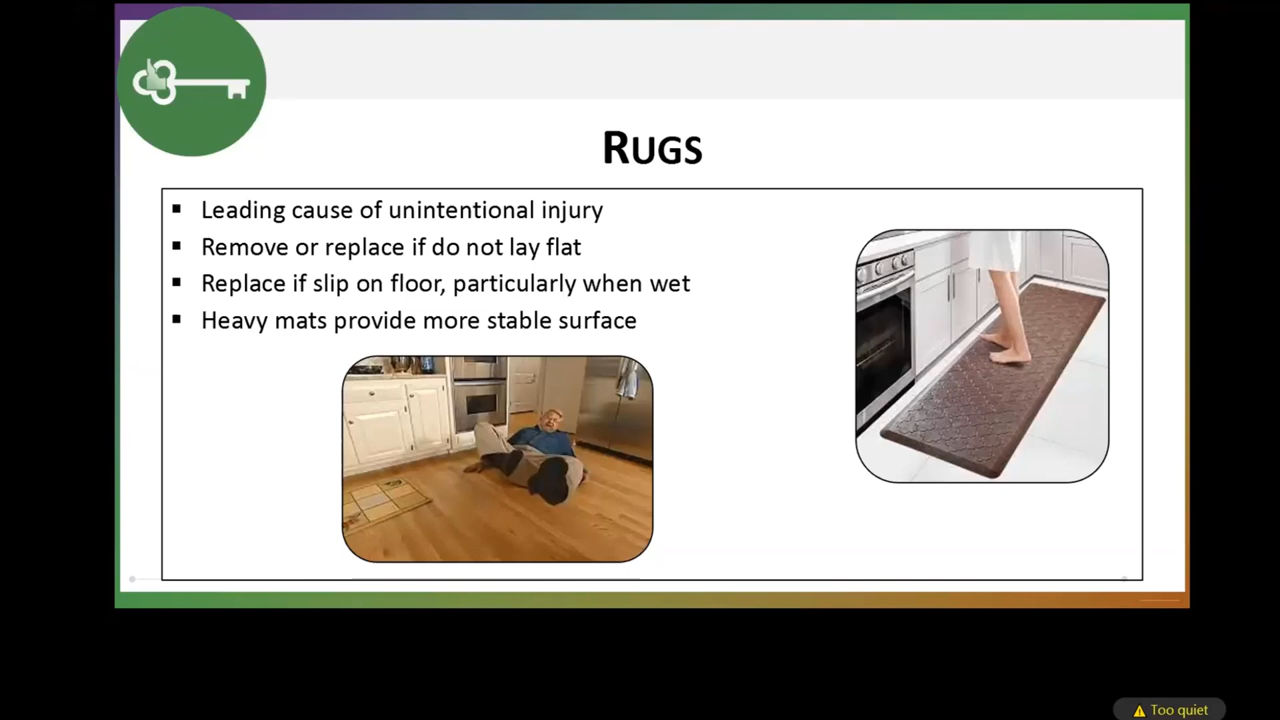 Rugs
▪ Leading cause of unintentional injury
▪ Remove or replace if do not lay flat
▪ Replace if slip on floor, particularly when wet
▪ Heavy mats provide more stable surface
Too quiet